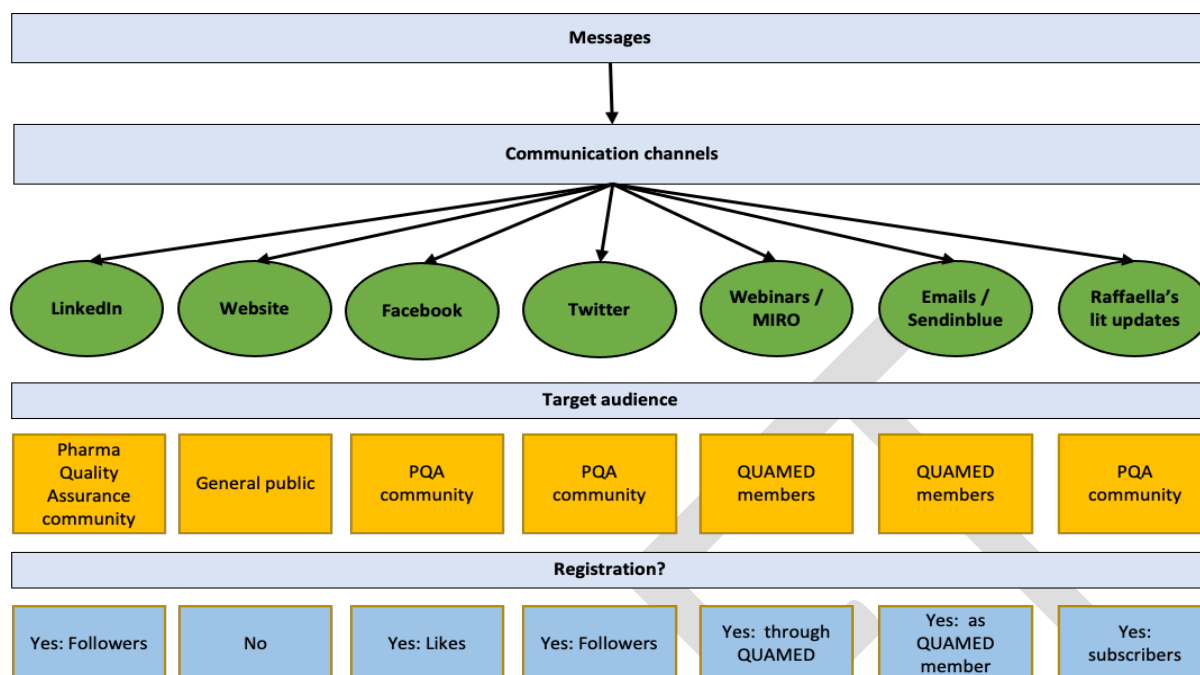 Messages
Communication channels
LinkedIn
Website
Facebook
Twitter
Webinars /
MIRO
Emails /
Sendinblue
Raffaella’s
lit updates
Target audience
Pharma
Quality
Assurance
community
General public
PQA
community
PQA
community
QUAMED
members
QUAMED
members
PQA
community
Registration?
Yes: Followers
No
Yes: Likes
Yes: Followers
Yes: through
QUAMED
Yes: as
QUAMED
member
Yes:
subscribers